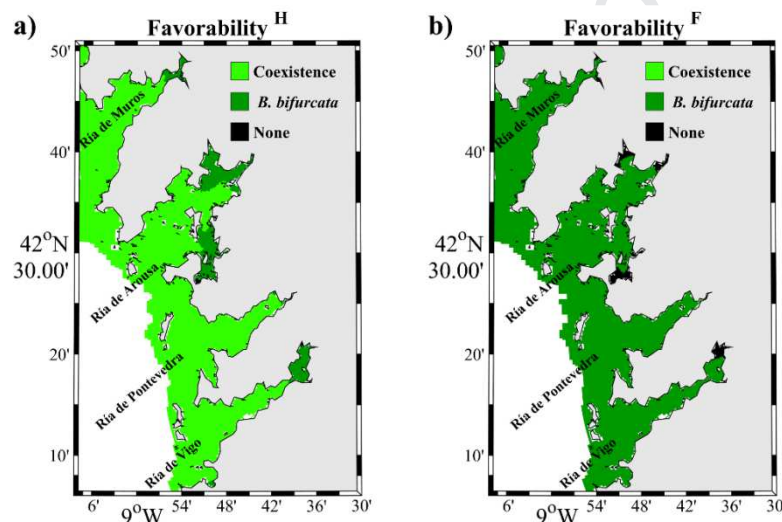 a)
Favorability H
Coexistence
B. bifurcata
None
50'
40'
42°N
30.00'
20'
10'
Ría de Muros
Ría de Arousa
Ría de Pontevedra
Ría de Vigo
6'
9°W
54'
48'
42'
36'
30'
b)
Favorability F
Coexistence
B. bifurcata
None
50'
40'
42°N
30.00'
20'
10'
Ría de Muros
Ría de Arousa
Ría de Pontevedra
Ría de Vigo
6'
9°W
54'
48'
42'
36'
30'